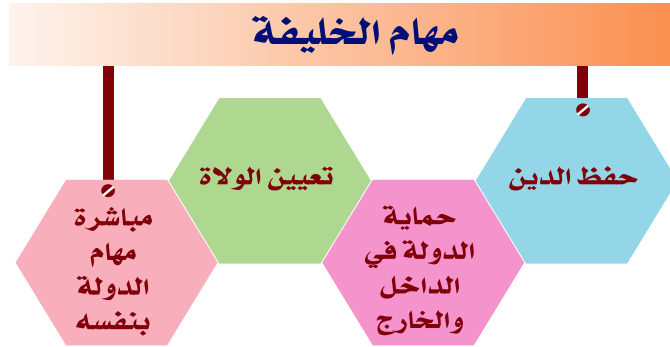 مهام الخليفة
حفظ الدين
حماية
الدولة في
الداخل
والخارج
تعيين الولاة
مباشرة
مهام
الدولة
بنفسه